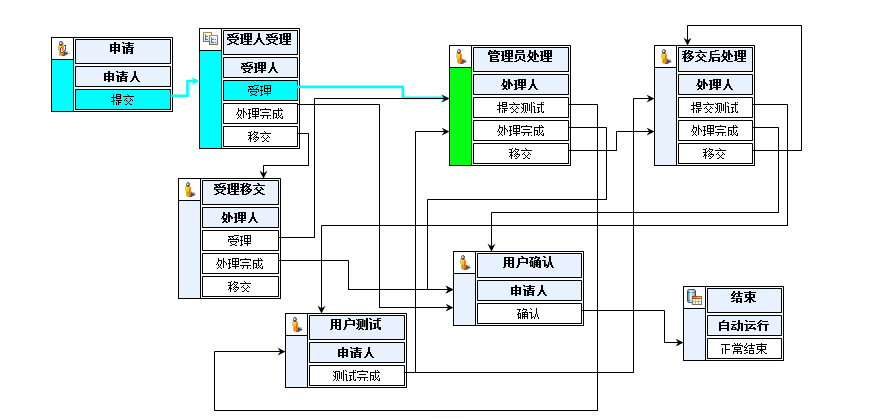 申请
申请人
提交
受理人受理
受理人
受理
处理完成
移交
管理员处理
处理人
提交测试
处理完成
移交
移交后处理
处理人
提交测试
处理完成
移交
受理移交
处理人
受理
处理完成
移交
用户确认
申请人
确认
结束
自动运行
正常结束
用户测试
申请人
测试完成